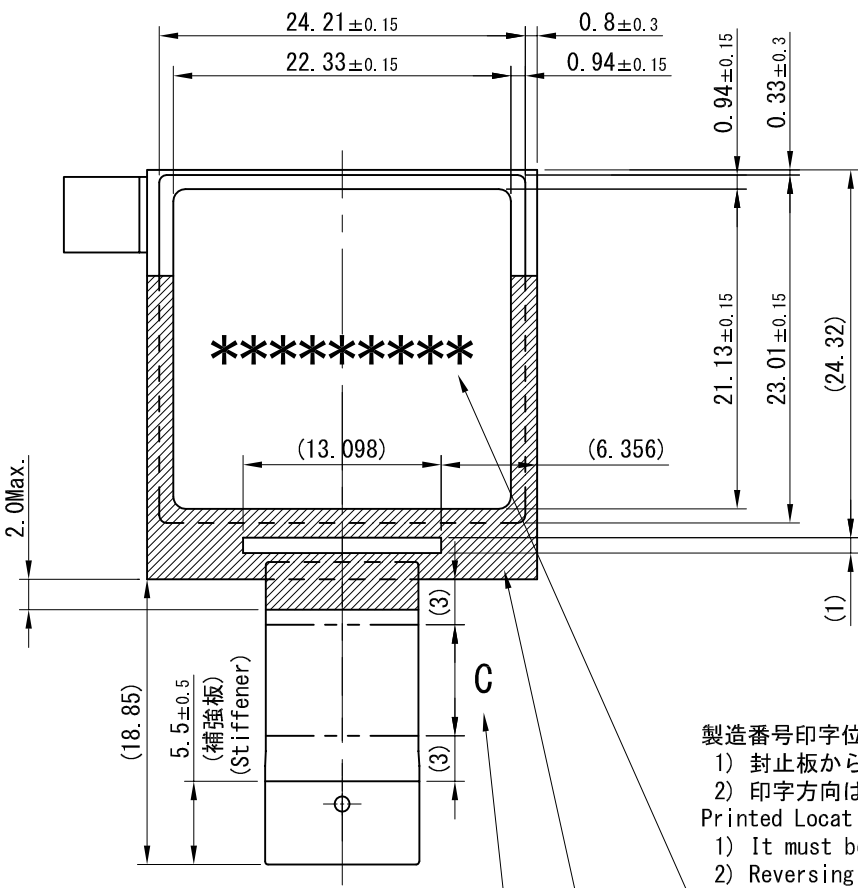 24.21±0.15
0.8±0.3
22.33±0.15
0.94±0.15
0.94±0.15
0.33±0.3
*********
21.13±0.15
23.01±0.15
(24.32)
(13.098)
(6.356)
2.0Max.
(1)
(3)
C
(3)
(18.85)
5.5±0.5
(補強板)
(Stiffener)
製造番号印字位
1) 封止板から
2) 印字方向は
Printed Locat
1) It must be
2) Reversing